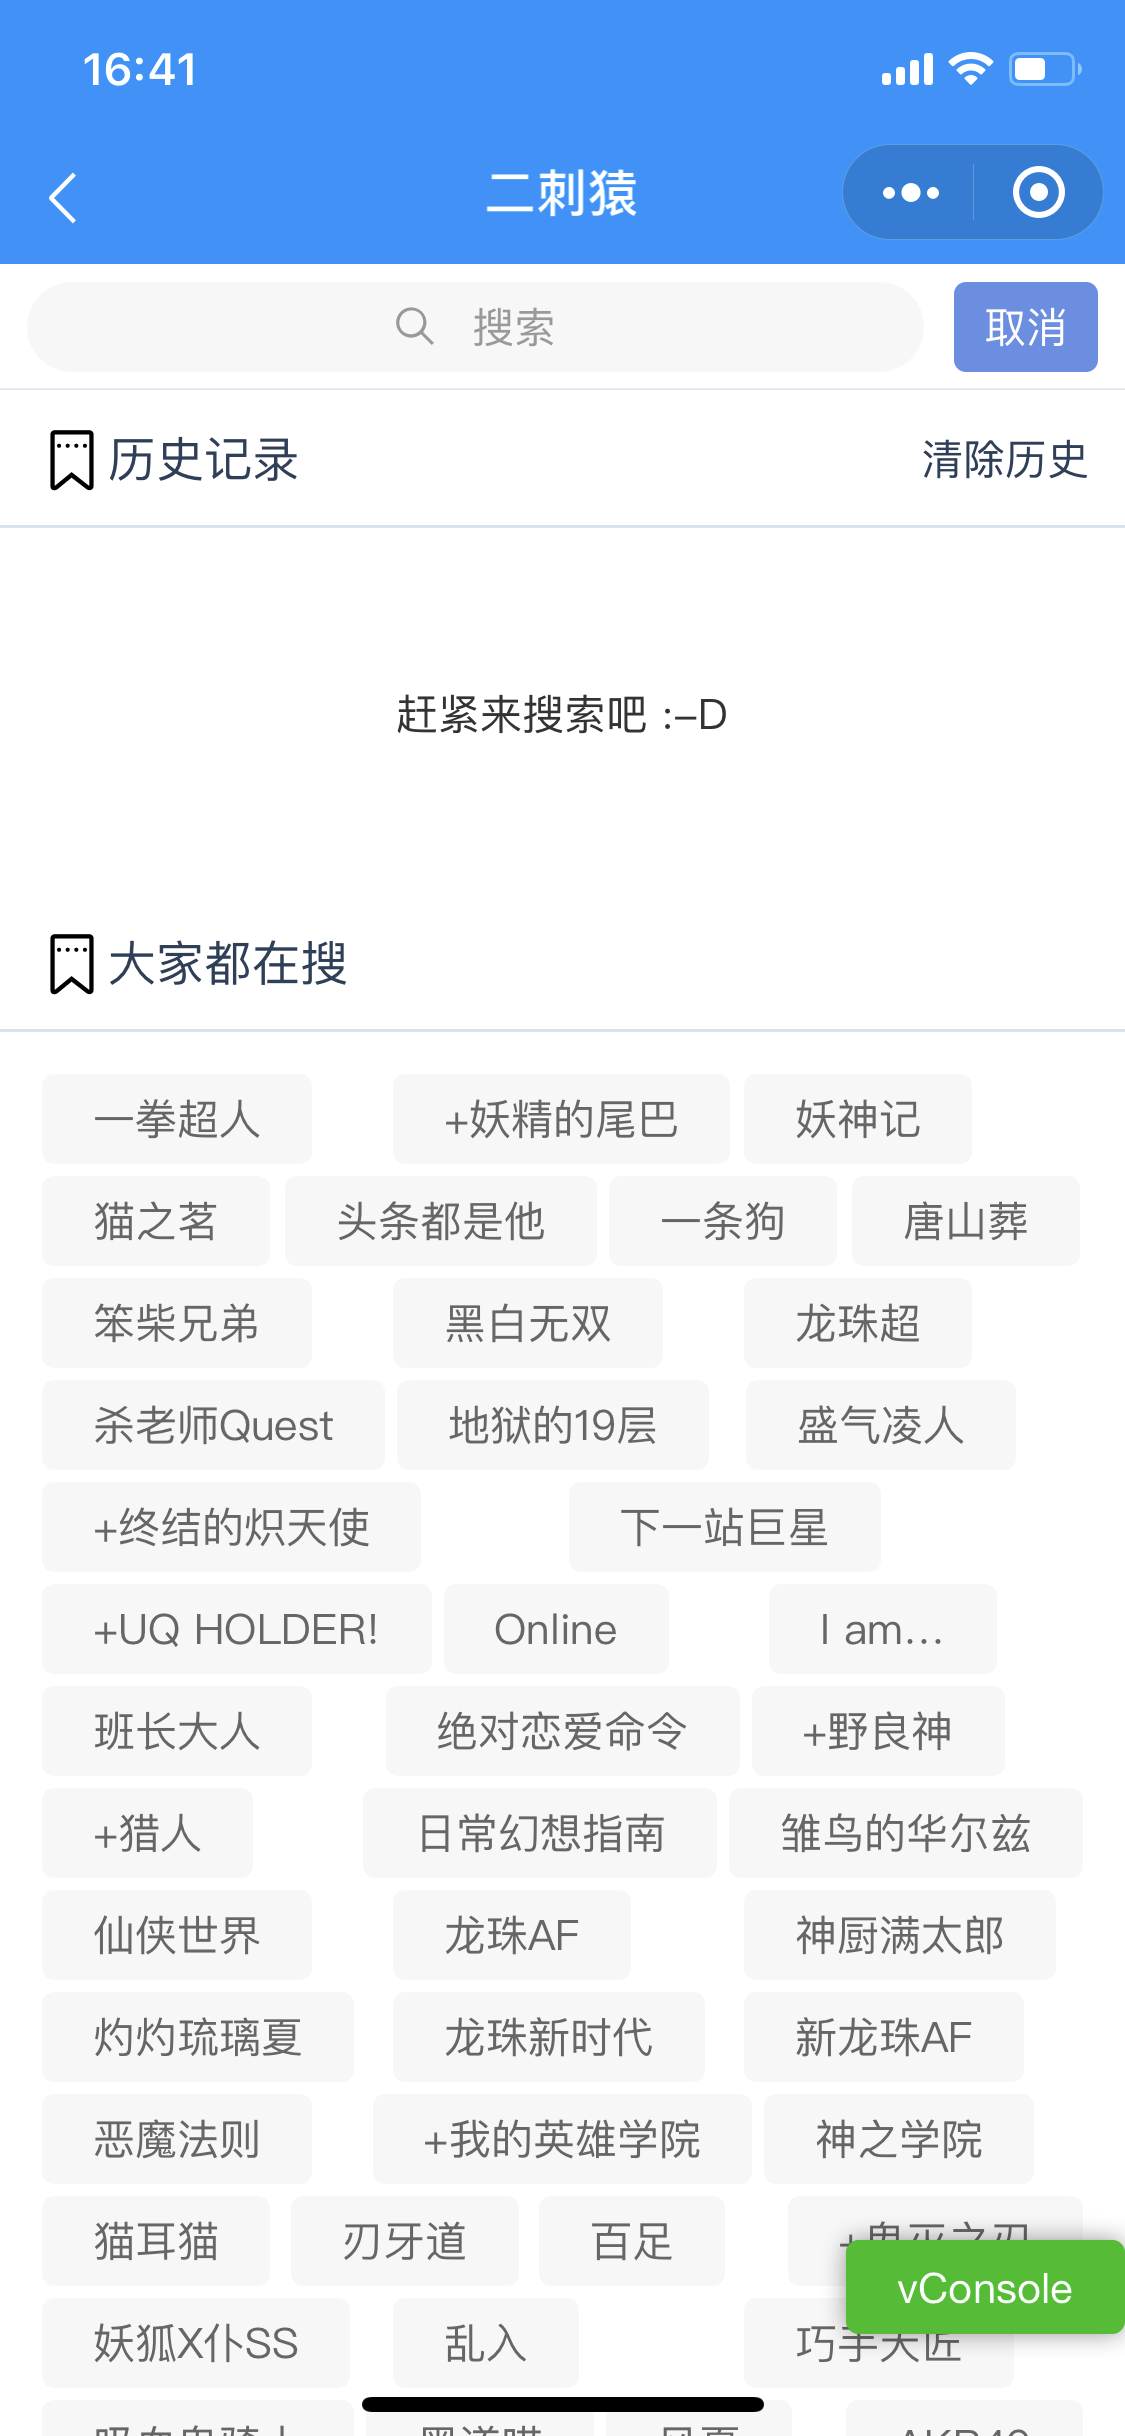 16:41
二刺猿
搜索
取消
历史记录
清除历史
赶紧来搜索吧 :-D
大家都在搜
一拳超人 +妖精的尾巴 妖神记
猫之茗 头条都是他 一条狗 唐山葬
笨柴兄弟 黑白无双 龙珠超
杀老师Quest 地狱的19层 盛气凌人
+终结的炽天使 下一站巨星
+UQ HOLDER! Online I am...
班长大人 绝对恋爱命令 +野良神
+猎人 日常幻想指南 雏鸟的华尔兹
仙侠世界 龙珠AF 神厨满太郎
灼灼琉璃夏 龙珠新时代 新龙珠AF
恶魔法则 +我的英雄学院 神之学院
猫耳猫 刃牙道 百足 +鬼灭之刃
vConsole
妖狐X仆SS 乱入 巧手天匠